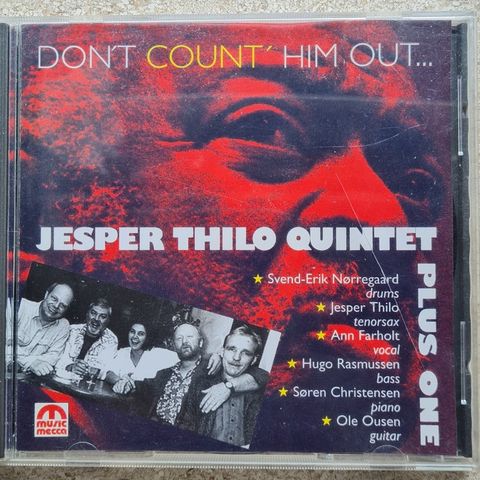 DON'T COUNT' HIM OUT...
JESPER THILO QUINTET
PLUS ONE
★ Svend-Erik Nørregaard
drums
★ Jesper Thilo
tenorsax
★ Ann Farholt
vocal
★ Hugo Rasmussen
bass
★ Søren Christensen
piano
★ Ole Ousen
guitar
MUSIC
MECCA